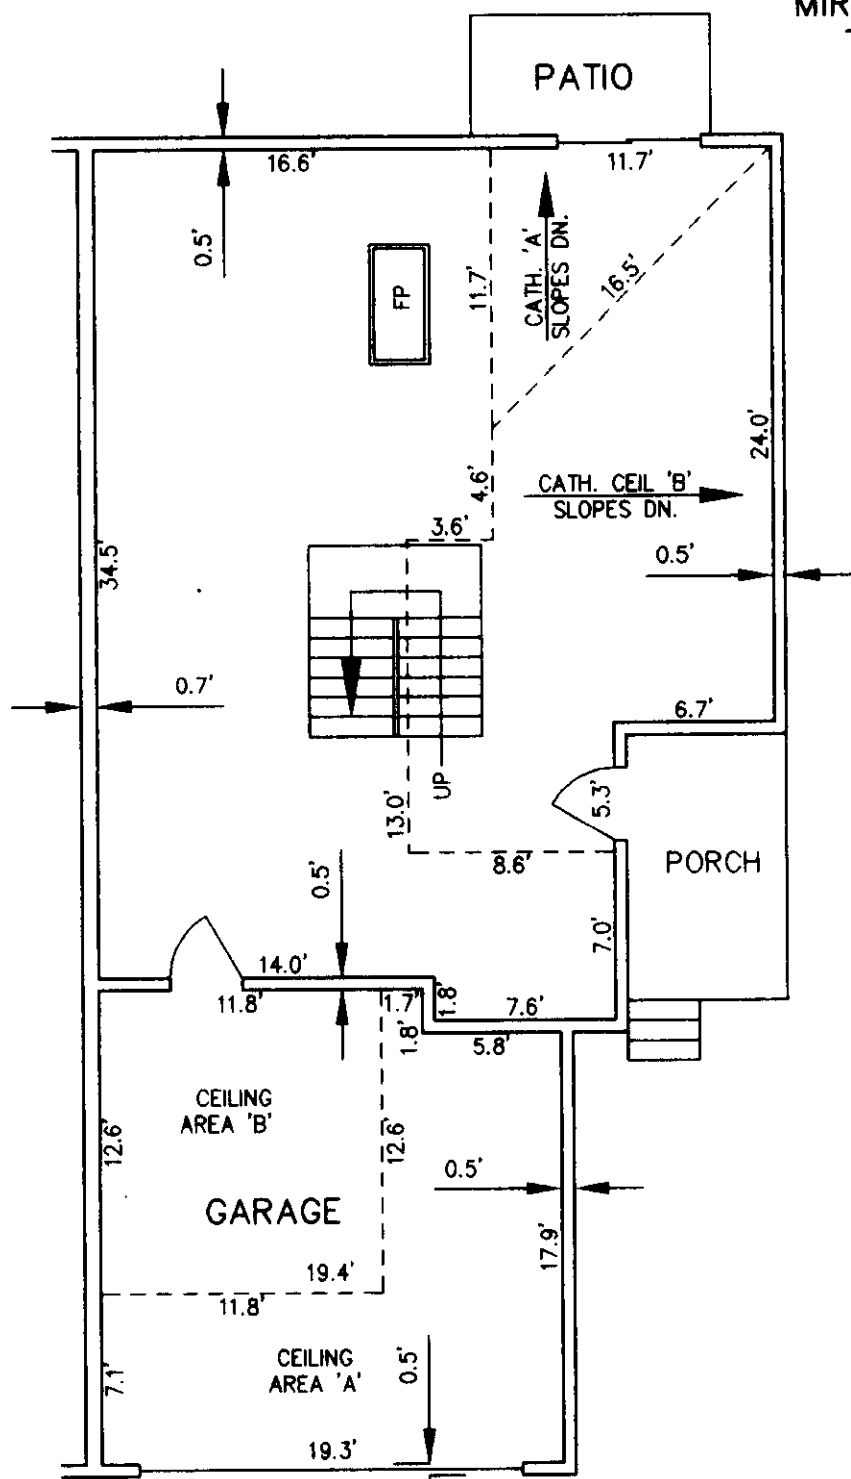 MIR
PATIO
16.6'
11.7'
0.5'
11.7'
CATH. 'A'
SLOPES DN.
16.5'
FP
24.0'
4.6'
CATH. CEIL 'B'
SLOPES DN.
3.6'
34.5'
0.5'
0.7'
6.7'
UP
13.0'
5.3'
8.6'
PORCH
0.5'
7.0'
14.0'
11.8'
1.7'
1.8'
7.6'
1.8'
5.8'
CEILING
AREA 'B'
12.6'
12.6'
0.5'
GARAGE
17.9'
19.4'
11.8'
CEILING
AREA 'A'
7.1'
0.5'
19.3'